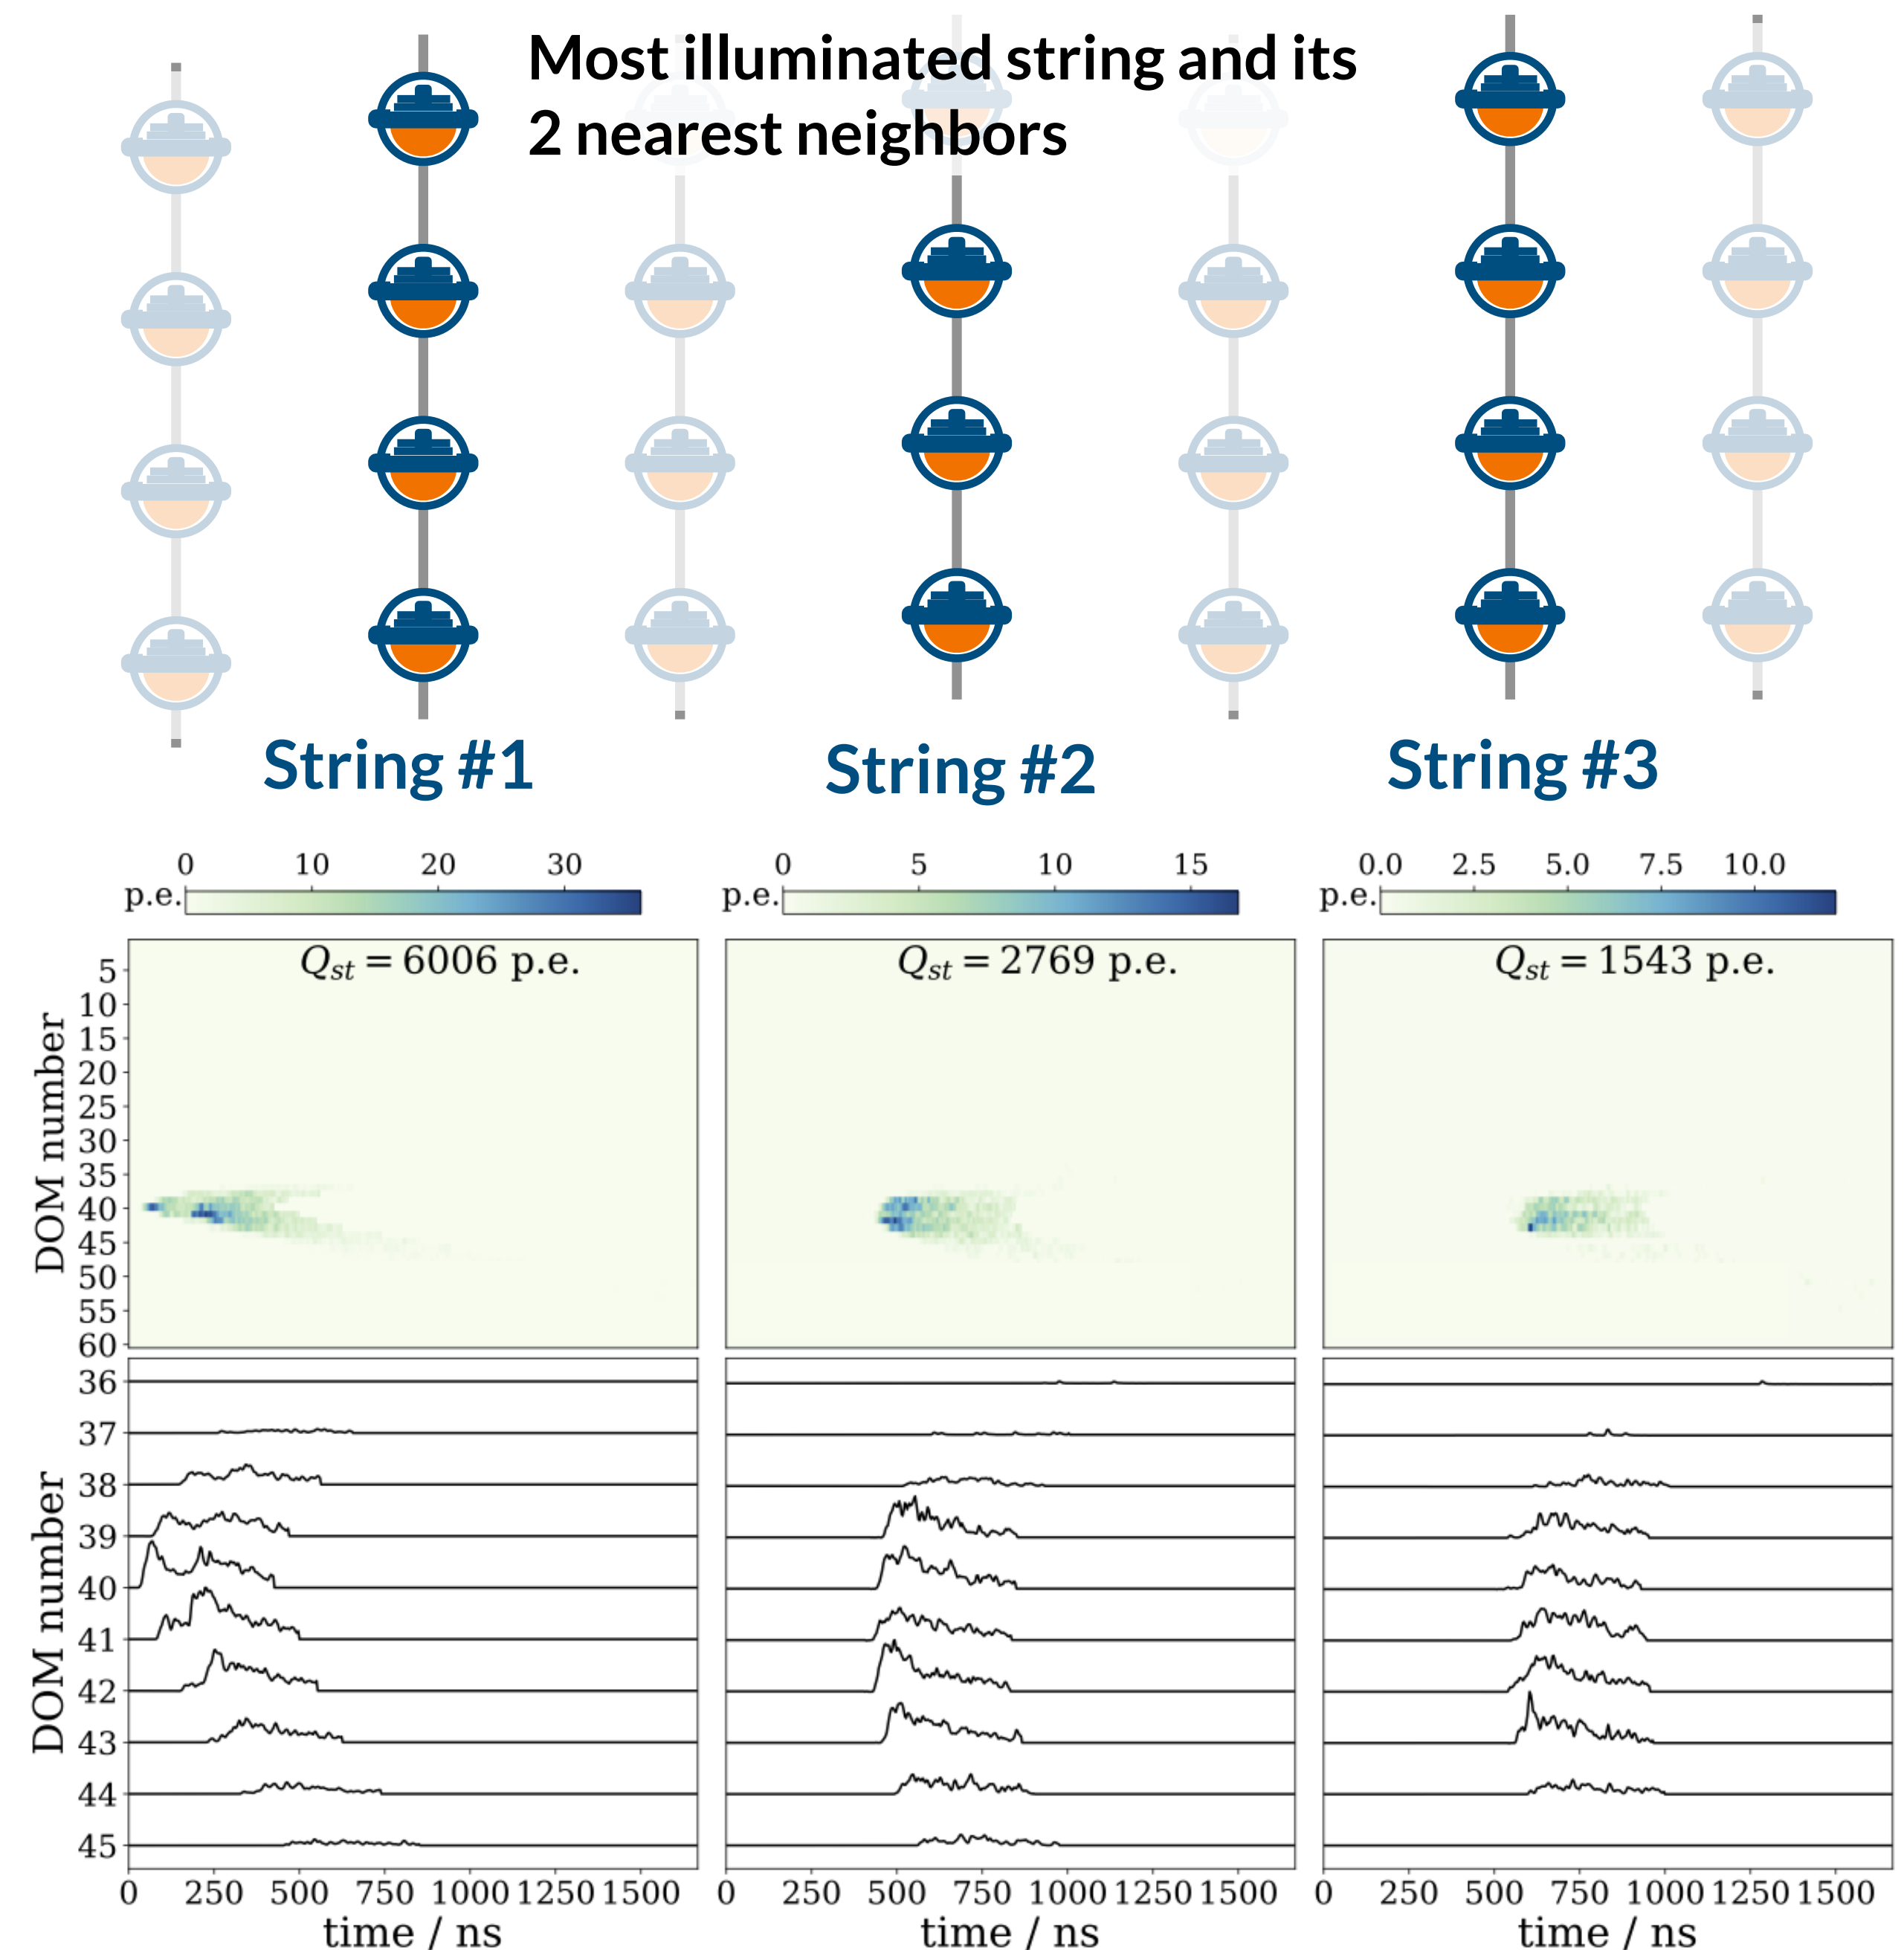 Most illuminated string and its
2 nearest neighbors
String #1
String #2
String #3
0 10 20 30
p.e.
0 5 10 15
p.e.
0.0 2.5 5.0 7.5 10.0
p.e.
Q_st = 6006 p.e.
Q_st = 2769 p.e.
Q_st = 1543 p.e.
DOM number
5
10
15
20
25
30
35
40
45
50
55
60
DOM number
36
37
38
39
40
41
42
43
44
45
0 250 500 750 1000 1250 1500
0 250 500 750 1000 1250 1500
0 250 500 750 1000 1250 1500
time / ns
time / ns
time / ns